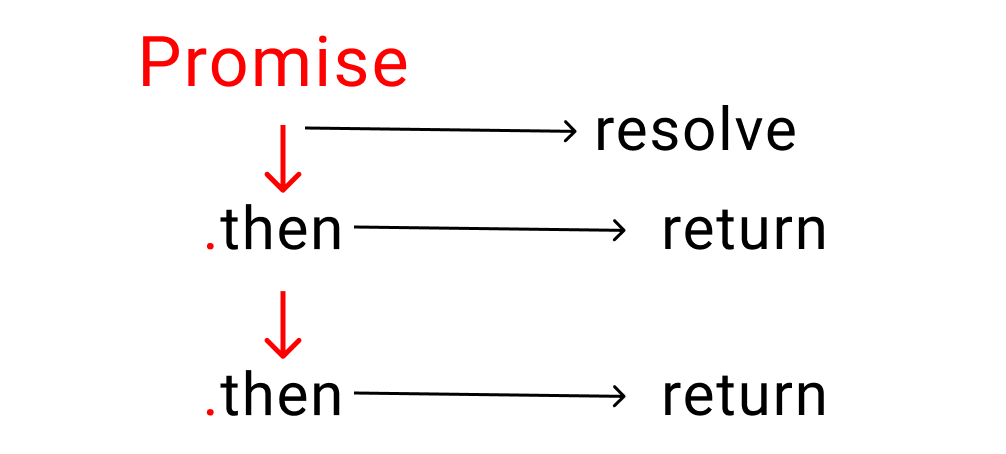 Promise
resolve
.then return
.then return